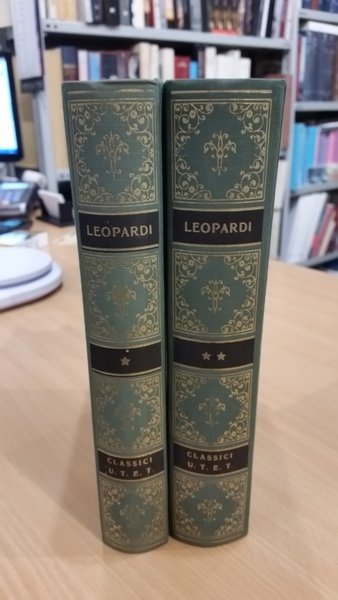 LEOPARDI
★
CLASSICI
U. T. E. T.
LEOPARDI
★★
CLASSICI
U. T. E. T.